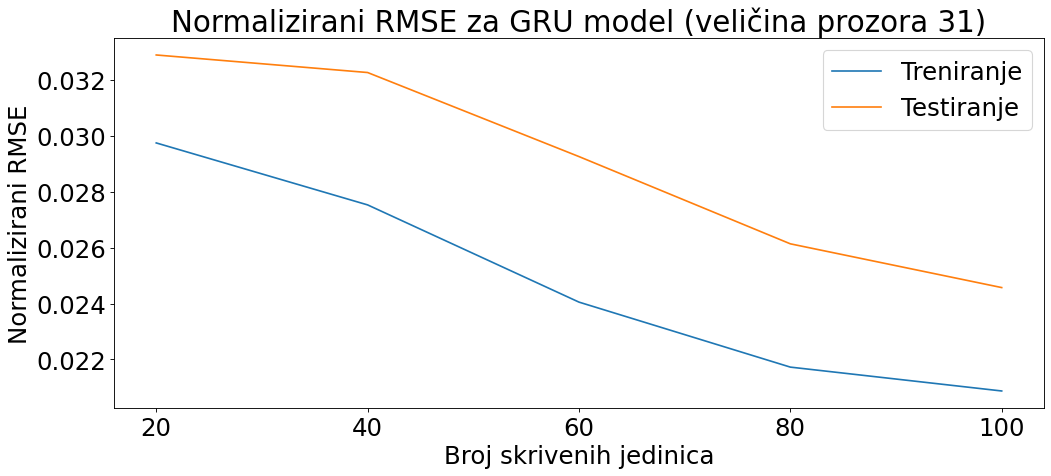 Normalizirani RMSE za GRU model (veličina prozora 31)
Treniranje
Testiranje
Normalizirani RMSE
0.032
0.030
0.028
0.026
0.024
0.022
20 40 60 80 100
Broj skrivenih jedinica